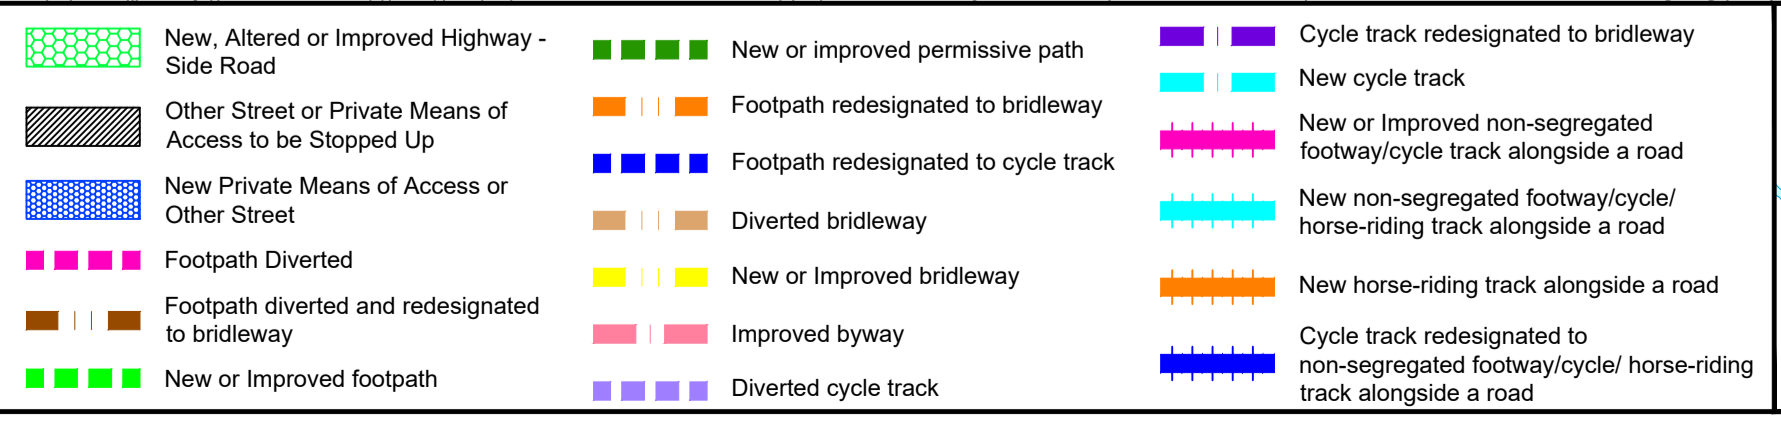 New, Altered or Improved Highway -
Side Road
Other Street or Private Means of
Access to be Stopped Up
New Private Means of Access or
Other Street
Footpath Diverted
Footpath diverted and redesignated
to bridleway
New or Improved footpath
New or improved permissive path
Footpath redesignated to bridleway
Footpath redesignated to cycle track
Diverted bridleway
New or Improved bridleway
Improved byway
Diverted cycle track
Cycle track redesignated to bridleway
New cycle track
New or Improved non-segregated
footway/cycle track alongside a road
New non-segregated footway/cycle/
horse-riding track alongside a road
New horse-riding track alongside a road
Cycle track redesignated to
non-segregated footway/cycle/ horse-riding
track alongside a road